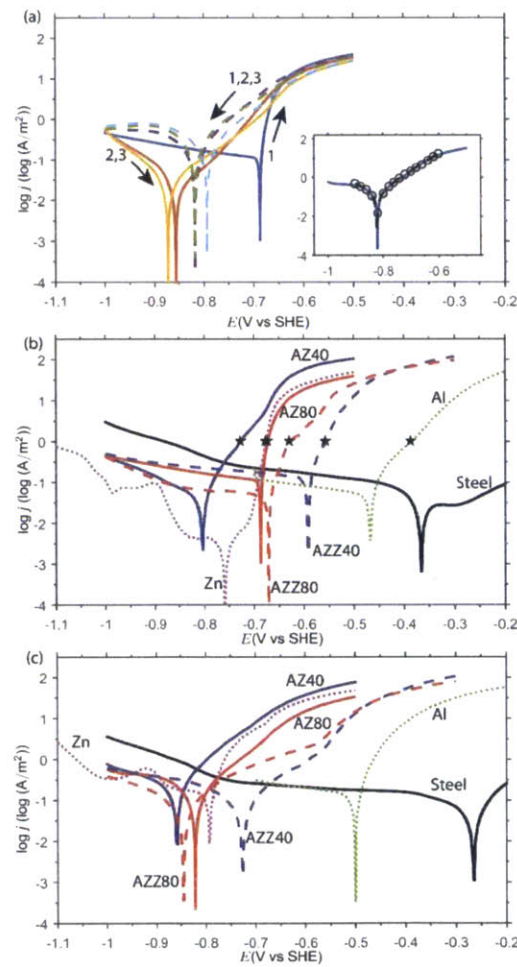 (a)
2
1
0
-1
-2
-3
-4
log j (log (A/m²))
1,2,3
1
2,3
2
0
-2
-4
-1 -0.8 -0.6
-1.1 -1 -0.9 -0.8 -0.7 -0.6 -0.5 -0.4
E(V vs SHE)
(b)
2
1
0
-1
-2
-3
-4
log j (log (A/m²))
AZ40
AZ80
Al
Steel
Zn
AZZ40
AZZ80
-1.1 -1 -0.9 -0.8 -0.7 -0.6 -0.5 -0.4 -0.3 -0.2
E(V vs SHE)
(c)
2
1
0
-1
-2
-3
-4
log j (log (A/m²))
AZ40
Zn
AZ80
Al
Steel
AZZ40
AZZ80
-1.1 -1 -0.9 -0.8 -0.7 -0.6 -0.5 -0.4 -0.3 -0.2
E(V vs SHE)